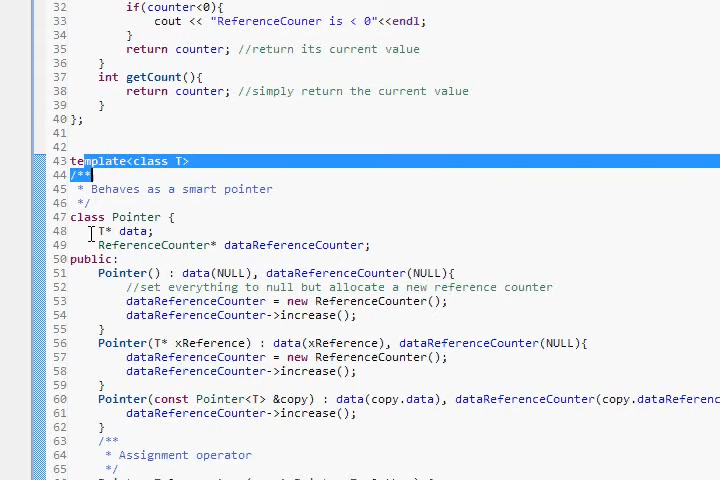 32 if(counter<0){
33 cout << "ReferenceCouner is < 0"<<endl;
34 }
35 return counter; //return its current value
36 }
37 int getCount(){
38 return counter; //simply return the current value
39 }
40 };
41
42
43 template<class T>
44 /**
45 * Behaves as a smart pointer
46 */
47 class Pointer {
48 T* data;
49 ReferenceCounter* dataReferenceCounter;
50 public:
51 Pointer() : data(NULL), dataReferenceCounter(NULL){
52 //set everything to null but allocate a new reference counter
53 dataReferenceCounter = new ReferenceCounter();
54 dataReferenceCounter->increase();
55 }
56 Pointer(T* xReference) : data(xReference), dataReferenceCounter(NULL){
57 dataReferenceCounter = new ReferenceCounter();
58 dataReferenceCounter->increase();
59 }
60 Pointer(const Pointer<T> &copy) : data(copy.data), dataReferenceCounter(copy.dataReferenc
61 dataReferenceCounter->increase();
62 }
63 /**
64 * Assignment operator
65 */